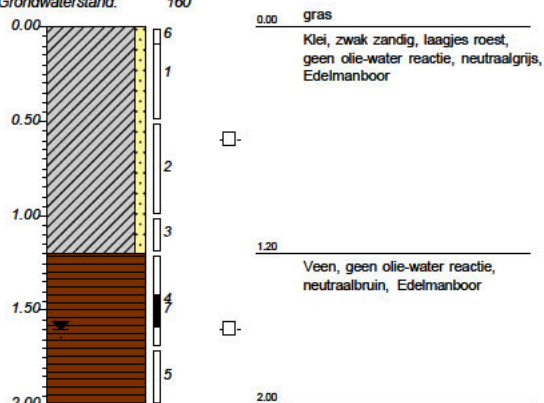 Grondwaterstand: 160
0.00
0.50
1.00
1.50
2.00
6
1
2
3
4
7
5
0.00 gras
Klei, zwak zandig, laagjes roest,
geen olie-water reactie, neutraalgrijs,
Edelmanboor
1.20
Veen, geen olie-water reactie,
neutraalbruin, Edelmanboor
2.00